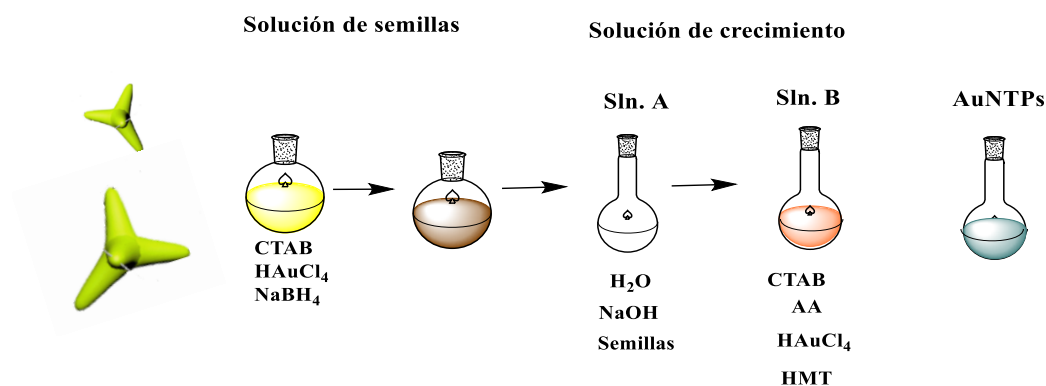 Solución de semillas
Solución de crecimiento
Sln. A
Sln. B
AuNTPs
CTAB
HAuCl₄
NaBH₄
H₂O
NaOH
Semillas
CTAB
AA
HAuCl₄
HMT